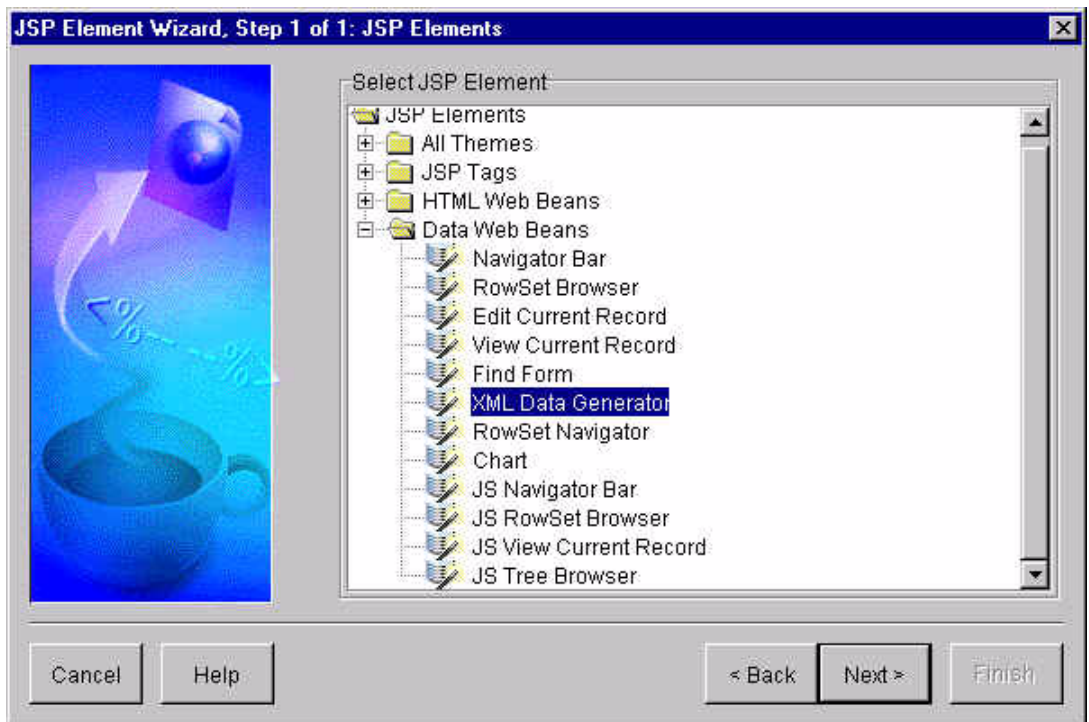 JSP Element Wizard, Step 1 of 1: JSP Elements
Select JSP Element
JSP Elements
All Themes
JSP Tags
HTML Web Beans
Data Web Beans
Navigator Bar
RowSet Browser
Edit Current Record
View Current Record
Find Form
XML Data Generator
RowSet Navigator
Chart
JS Navigator Bar
JS RowSet Browser
JS View Current Record
JS Tree Browser
<%-- --%>
Cancel Help < Back Next > Finish